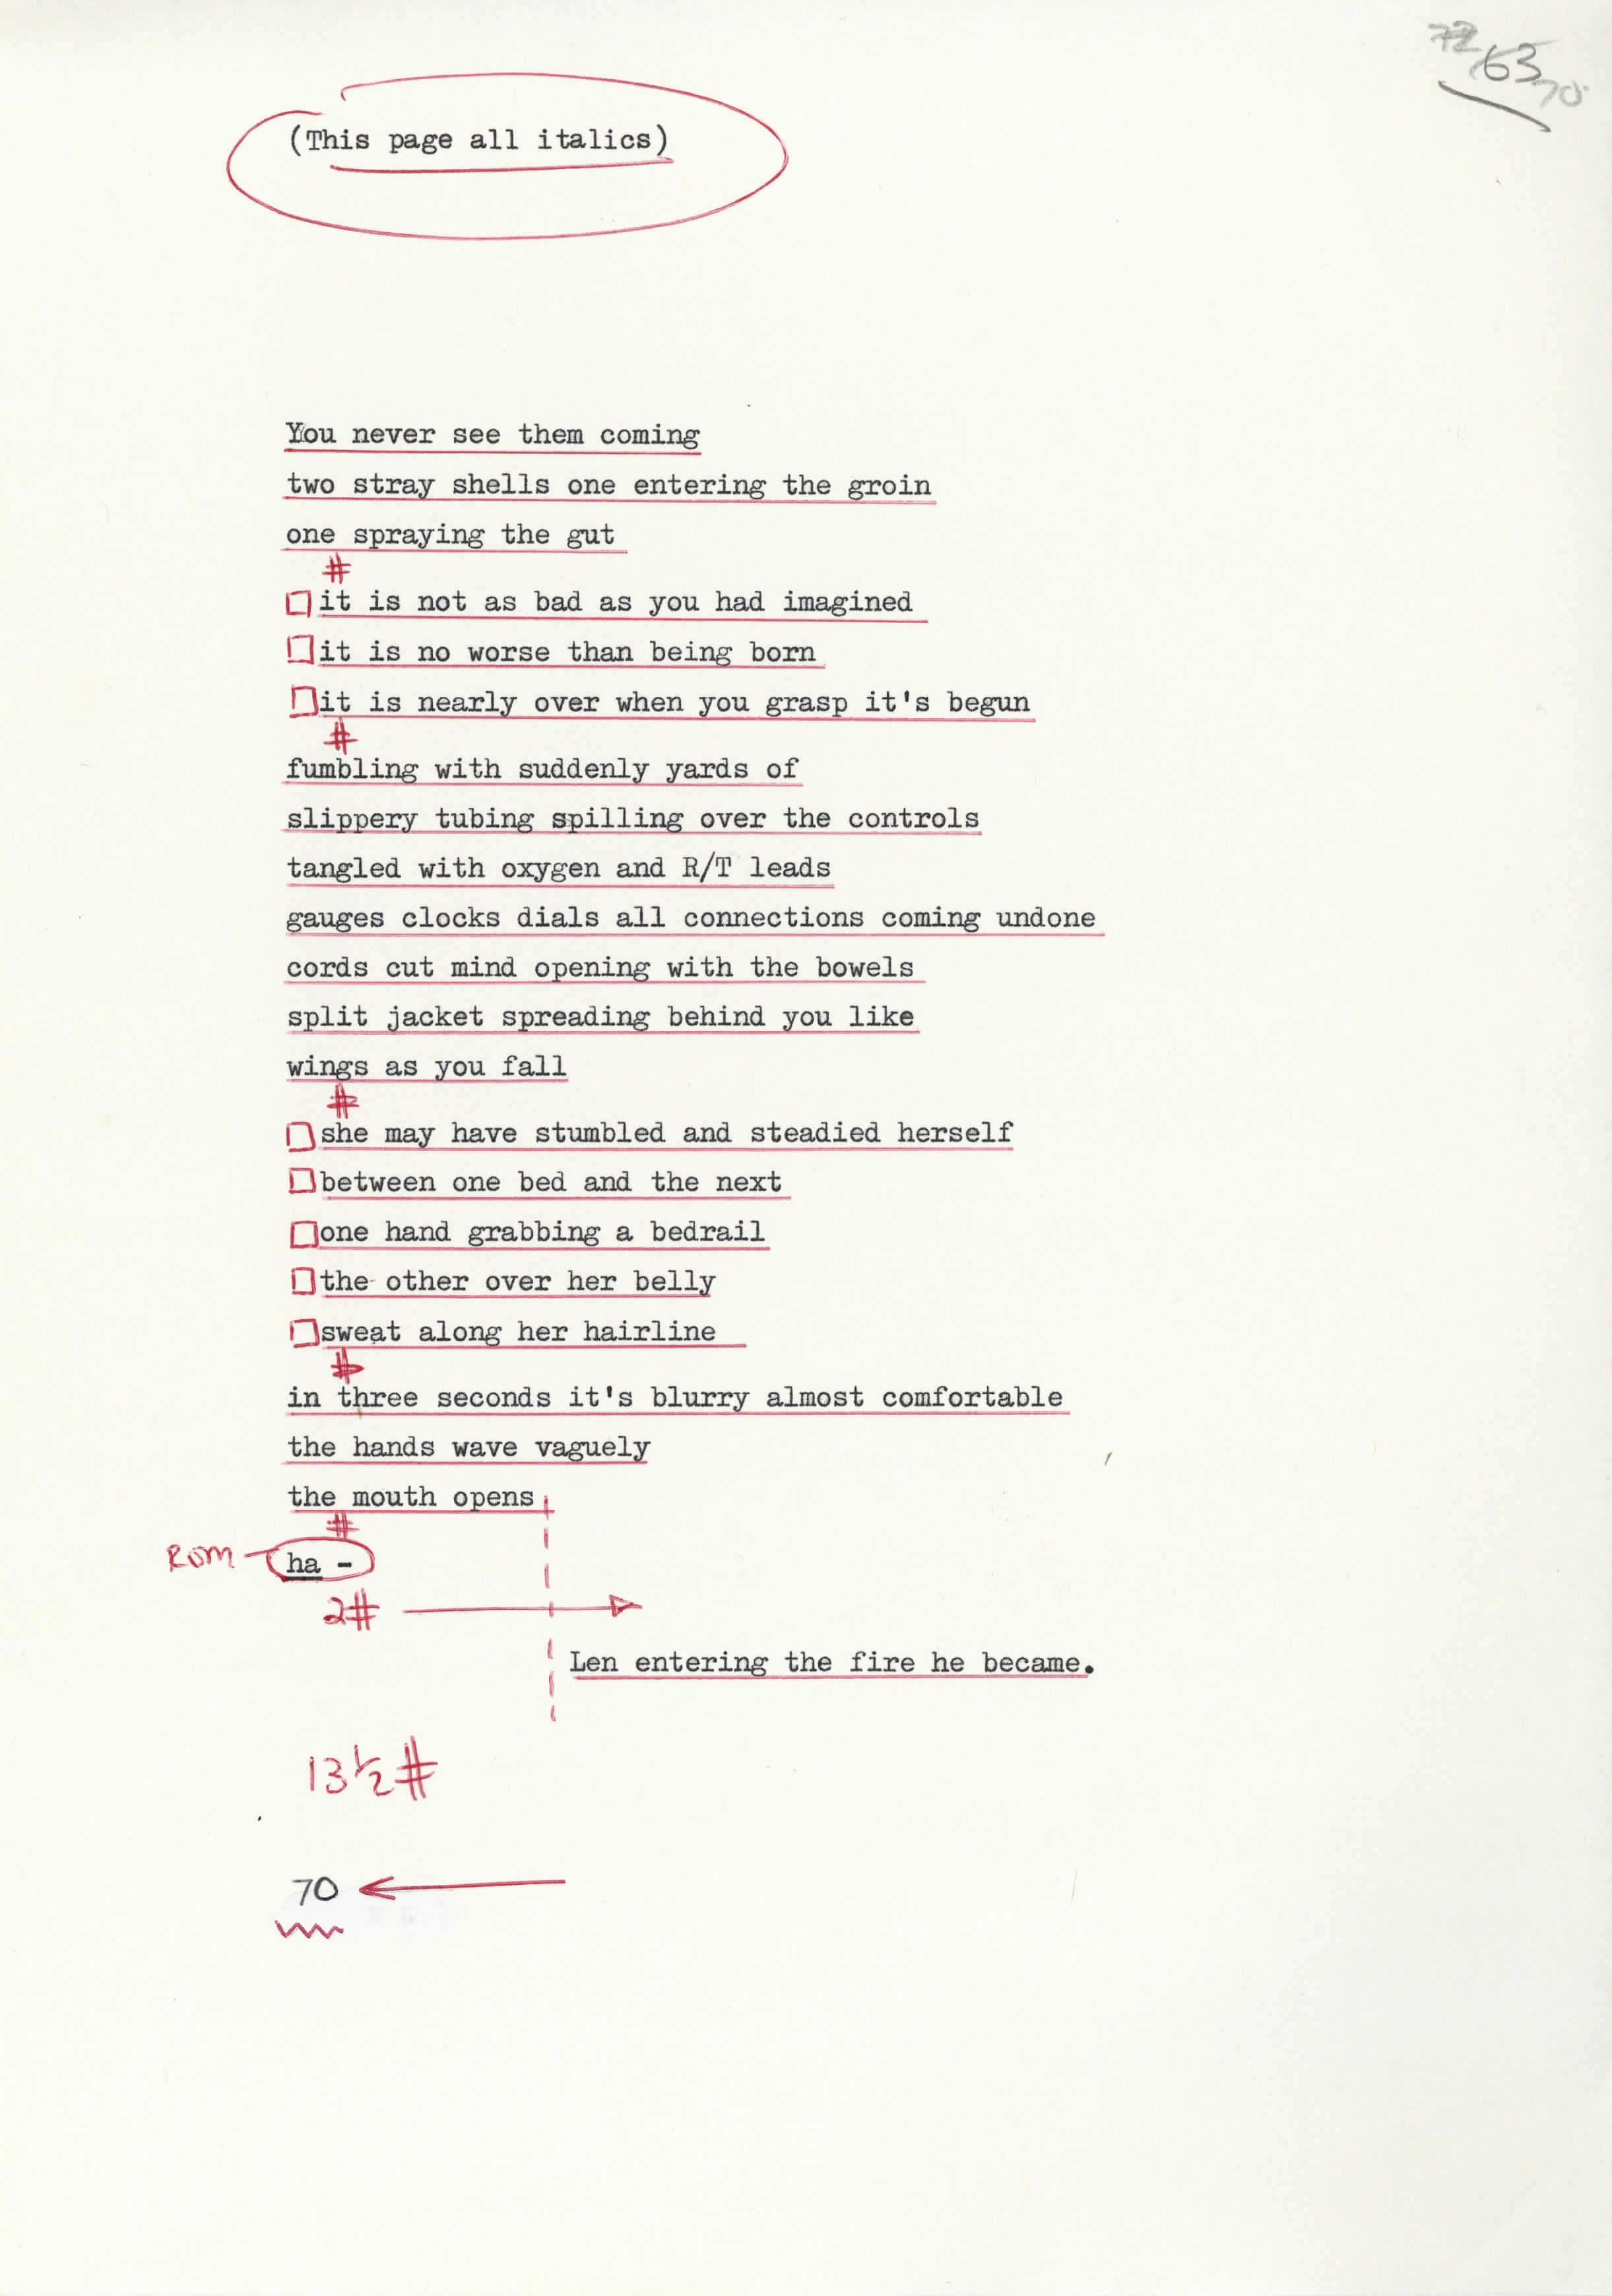 72 63 70
(This page all italics)
You never see them coming
two stray shells one entering the groin
one spraying the gut
#
it is not as bad as you had imagined
it is no worse than being born
it is nearly over when you grasp it's begun
#
fumbling with suddenly yards of
slippery tubing spilling over the controls
tangled with oxygen and R/T leads
gauges clocks dials all connections coming undone
cords cut mind opening with the bowels
split jacket spreading behind you like
wings as you fall
#
she may have stumbled and steadied herself
between one bed and the next
one hand grabbing a bedrail
the other over her belly
sweat along her hairline
#
in three seconds it's blurry almost comfortable
the hands wave vaguely
the mouth opens
#
ROM ha -
2#
Len entering the fire he became.
13 1/2 #
70